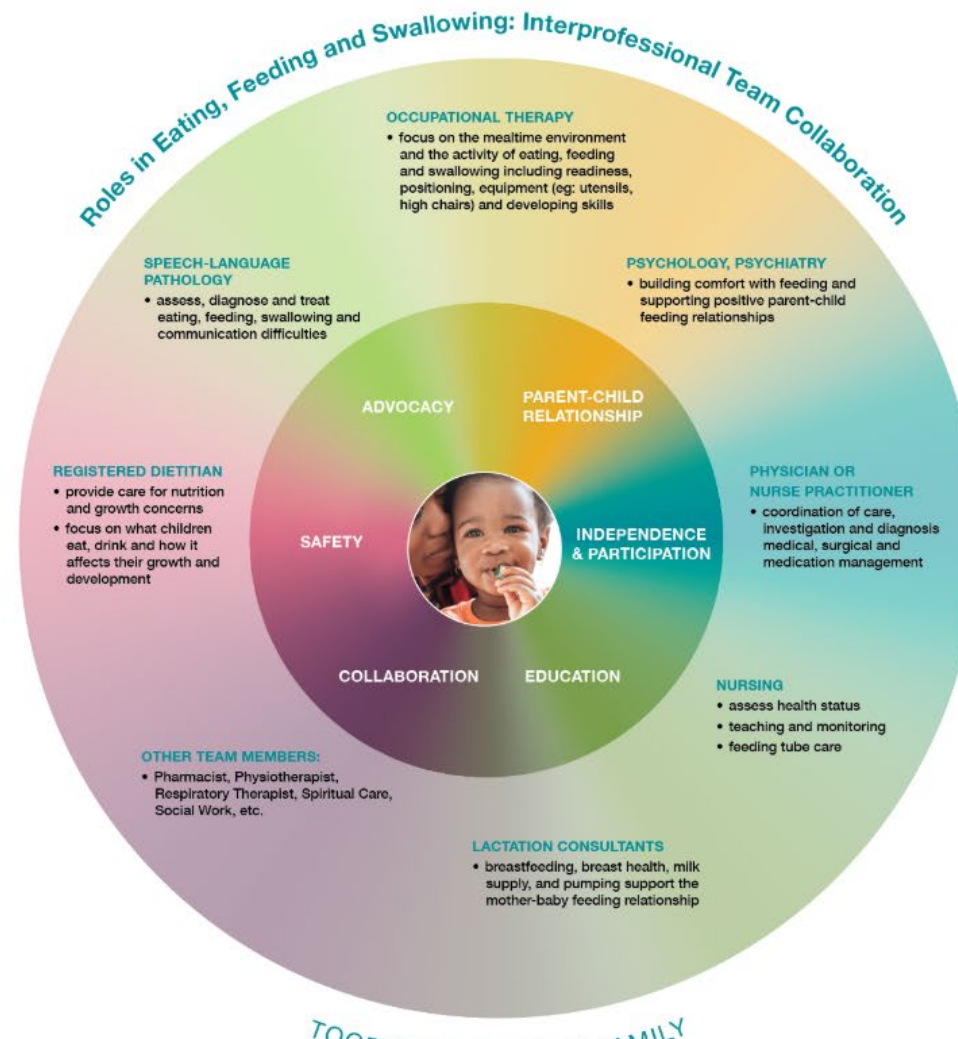 Roles in Eating, Feeding and Swallowing: Interprofessional Team Collaboration
OCCUPATIONAL THERAPY
• focus on the mealtime environment
and the activity of eating, feeding
and swallowing including readiness,
positioning, equipment (eg: utensils,
high chairs) and developing skills
SPEECH-LANGUAGE
PATHOLOGY
• assess, diagnose and treat
eating, feeding, swallowing and
communication difficulties
PSYCHOLOGY, PSYCHIATRY
• building comfort with feeding and
supporting positive parent-child
feeding relationships
ADVOCACY
PARENT-CHILD
RELATIONSHIP
REGISTERED DIETITIAN
• provide care for nutrition
and growth concerns
• focus on what children
eat, drink and how it
affects their growth and
development
SAFETY
INDEPENDENCE
& PARTICIPATION
PHYSICIAN OR
NURSE PRACTITIONER
• coordination of care,
investigation and diagnosis
medical, surgical and
medication management
COLLABORATION
EDUCATION
NURSING
• assess health status
• teaching and monitoring
• feeding tube care
OTHER TEAM MEMBERS:
• Pharmacist, Physiotherapist,
Respiratory Therapist, Spiritual Care,
Social Work, etc.
LACTATION CONSULTANTS
• breastfeeding, breast health, milk
supply, and pumping support the
mother-baby feeding relationship